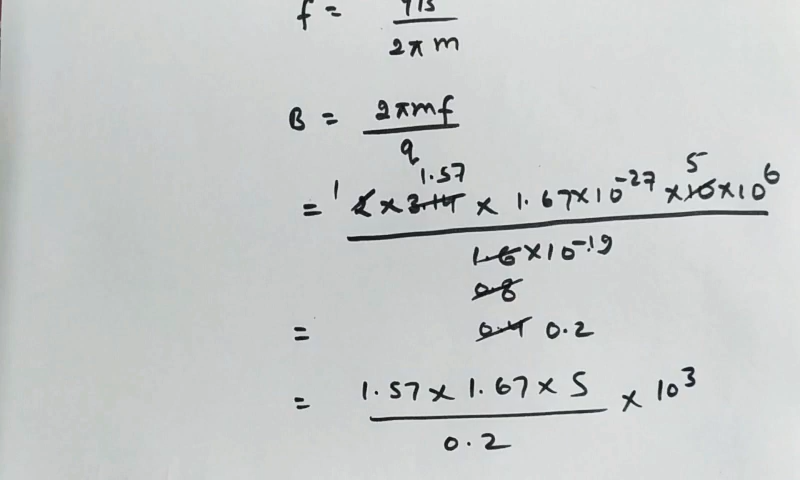 f = qB / 2πm
B = 2πmf / q
= 1 2 × 3.14 1.57 × 1.67×10⁻²⁷ × 10 5 × 10⁶ / 1.6×10⁻¹⁹
0.8
= 0.4 0.2
= 1.57 × 1.67 × 5 / 0.2 × 10³